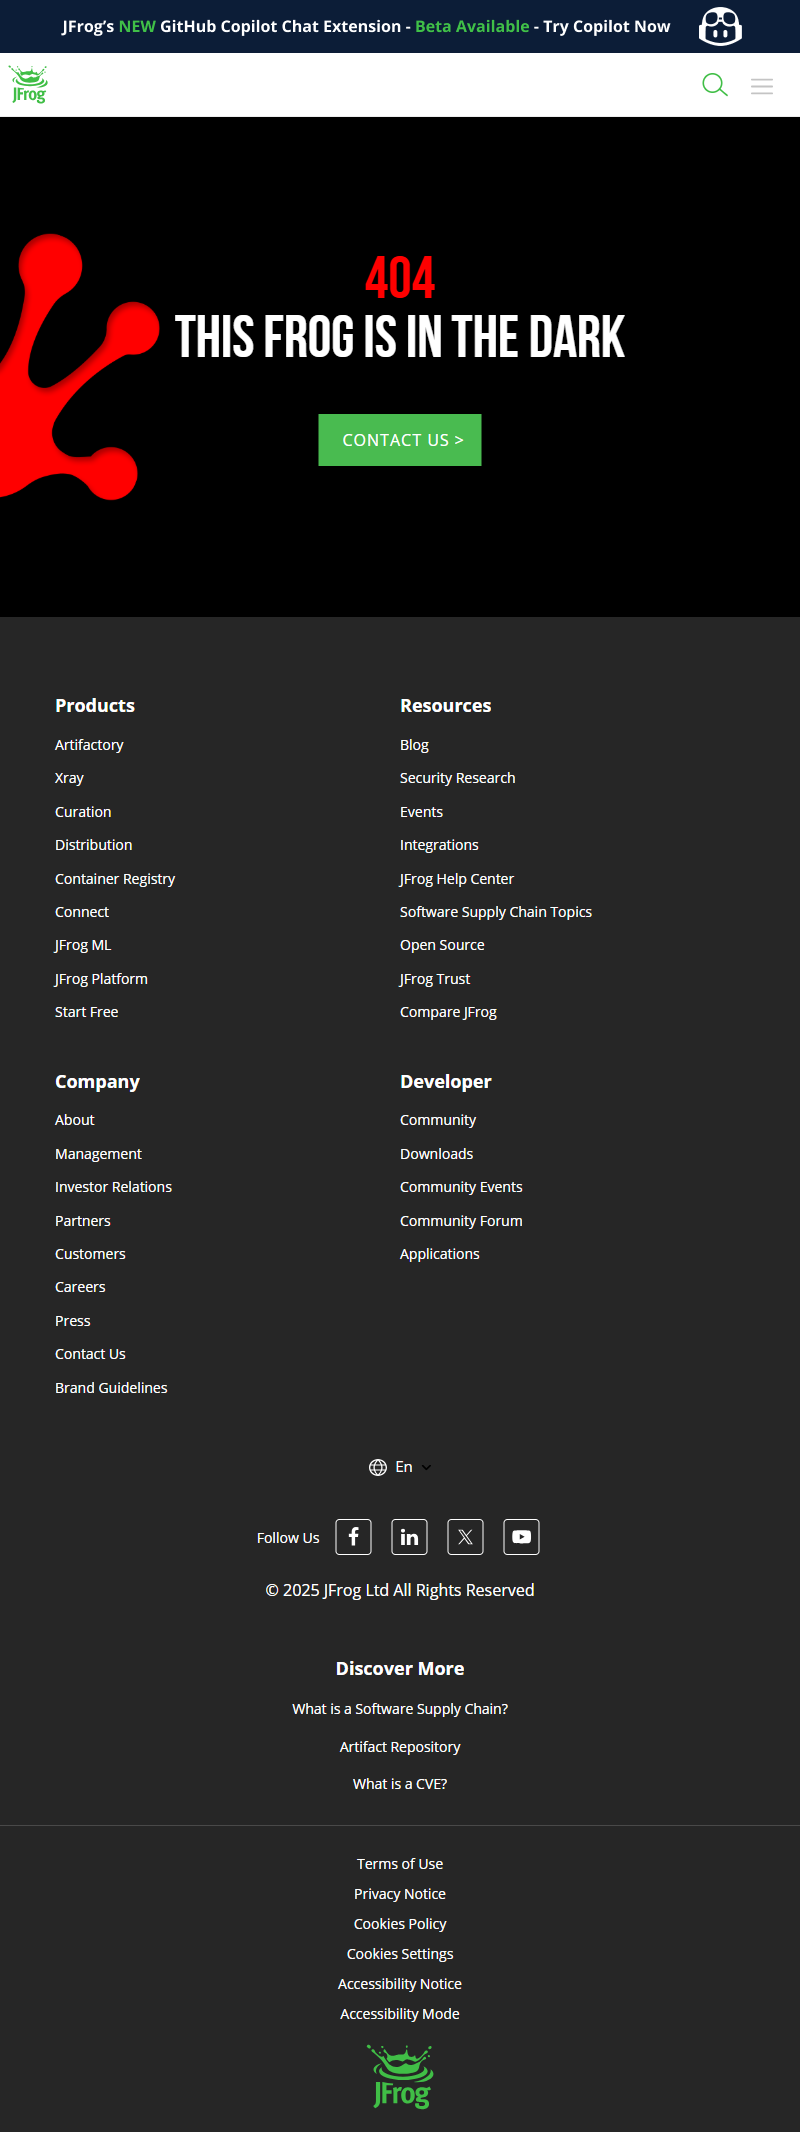 JFrog’s NEW GitHub Copilot Chat Extension - Beta Available - Try Copilot Now
JFrog
404
THIS FROG IS IN THE DARK
CONTACT US >
Products
Artifactory
Xray
Curation
Distribution
Container Registry
Connect
JFrog ML
JFrog Platform
Start Free
Resources
Blog
Security Research
Events
Integrations
JFrog Help Center
Software Supply Chain Topics
Open Source
JFrog Trust
Compare JFrog
Company
About
Management
Investor Relations
Partners
Customers
Careers
Press
Contact Us
Brand Guidelines
Developer
Community
Downloads
Community Events
Community Forum
Applications
En
Follow Us
© 2025 JFrog Ltd All Rights Reserved
Discover More
What is a Software Supply Chain?
Artifact Repository
What is a CVE?
Terms of Use
Privacy Notice
Cookies Policy
Cookies Settings
Accessibility Notice
Accessibility Mode
JFrog